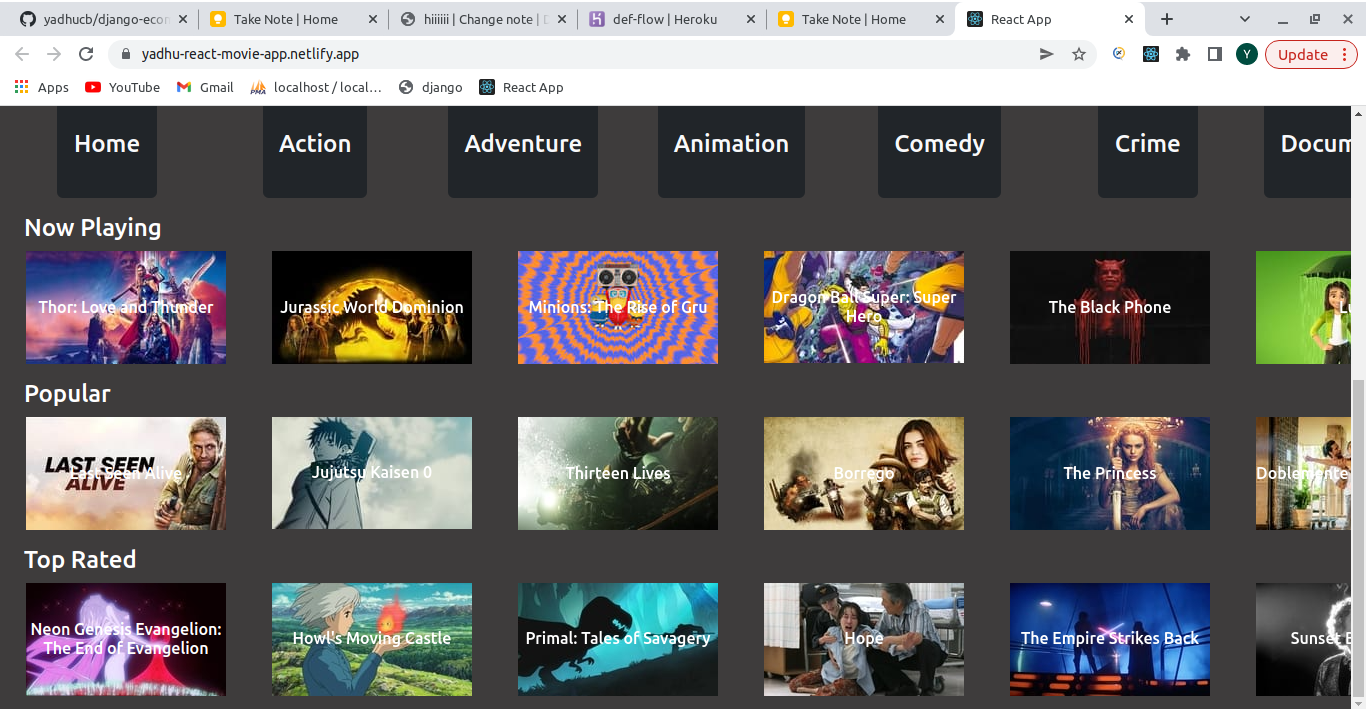 yadhucb/django-econ
Take Note | Home
hiiiiii | Change note | D
def-flow | Heroku
Take Note | Home
React App
yadhu-react-movie-app.netlify.app
Y
Update
Apps
YouTube
Gmail
PMA
localhost / local...
django
React App
Home
Action
Adventure
Animation
Comedy
Crime
Docum
Now Playing
Thor: Love and Thunder
Jurassic World Dominion
Minions: The Rise of Gru
Dragon Ball Super: Super
Hero
The Black Phone
Lu
Popular
LAST SEEN
ALIVE
Last Seen Alive
Jujutsu Kaisen 0
Thirteen Lives
Borrego
The Princess
Doblemente
Top Rated
Neon Genesis Evangelion:
The End of Evangelion
Howl's Moving Castle
Primal: Tales of Savagery
Hope
The Empire Strikes Back
Sunset B